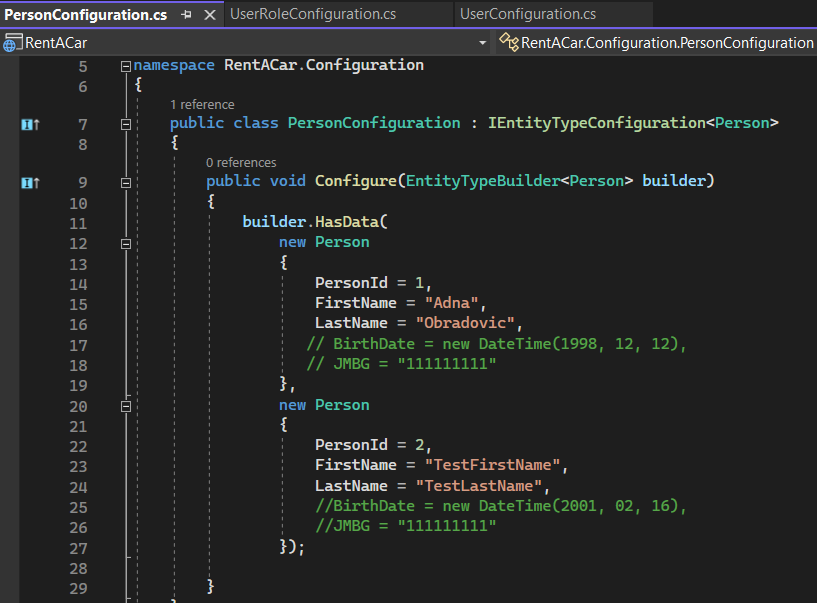 PersonConfiguration.cs
UserRoleConfiguration.cs
UserConfiguration.cs
RentACar
RentACar.Configuration.PersonConfiguration
5 namespace RentACar.Configuration
6 {
1 reference
7 public class PersonConfiguration : IEntityTypeConfiguration<Person>
8 {
0 references
9 public void Configure(EntityTypeBuilder<Person> builder)
10 {
11 builder.HasData(
12 new Person
13 {
14 PersonId = 1,
15 FirstName = "Adna",
16 LastName = "Obradovic",
17 // BirthDate = new DateTime(1998, 12, 12),
18 // JMBG = "111111111"
19 },
20 new Person
21 {
22 PersonId = 2,
23 FirstName = "TestFirstName",
24 LastName = "TestLastName",
25 //BirthDate = new DateTime(2001, 02, 16),
26 //JMBG = "111111111"
27 });
28
29 }